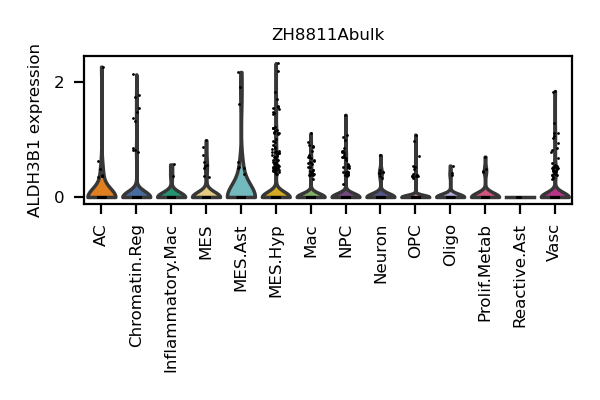 ZH8811Abulk
ALDH3B1 expression
2
0
AC
Chromatin.Reg
Inflammatory.Mac
MES
MES.Ast
MES.Hyp
Mac
NPC
Neuron
OPC
Oligo
Prolif.Metab
Reactive.Ast
Vasc